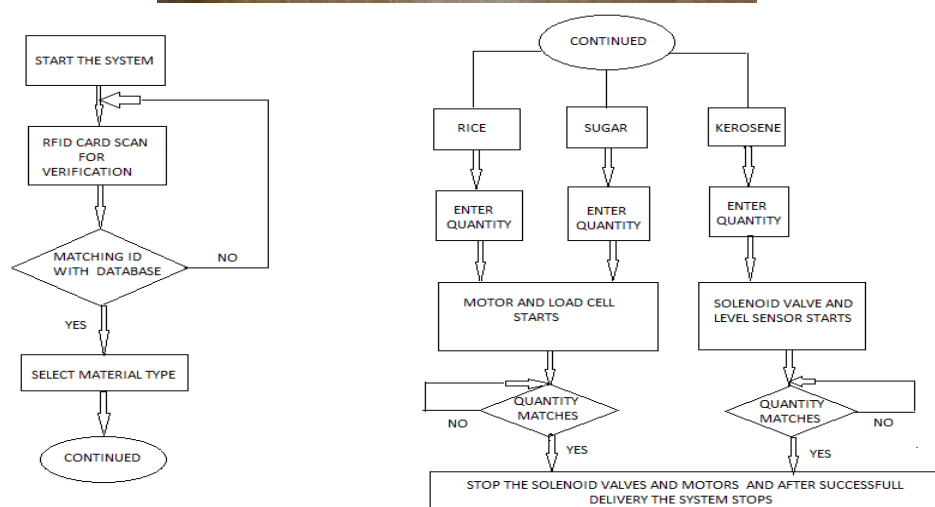 START THE SYSTEM
RFID CARD SCAN
FOR
VERIFICATION
MATCHING ID
WITH DATABASE
NO
YES
SELECT MATERIAL TYPE
CONTINUED
CONTINUED
RICE
SUGAR
KEROSENE
ENTER
QUANTITY
ENTER
QUANTITY
ENTER
QUANTITY
MOTOR AND LOAD CELL
STARTS
SOLENOID VALVE AND
LEVEL SENSOR STARTS
QUANTITY
MATCHES
NO
YES
QUANTITY
MATCHES
NO
YES
STOP THE SOLENOID VALVES AND MOTORS AND AFTER SUCCESSFULL
DELIVERY THE SYSTEM STOPS